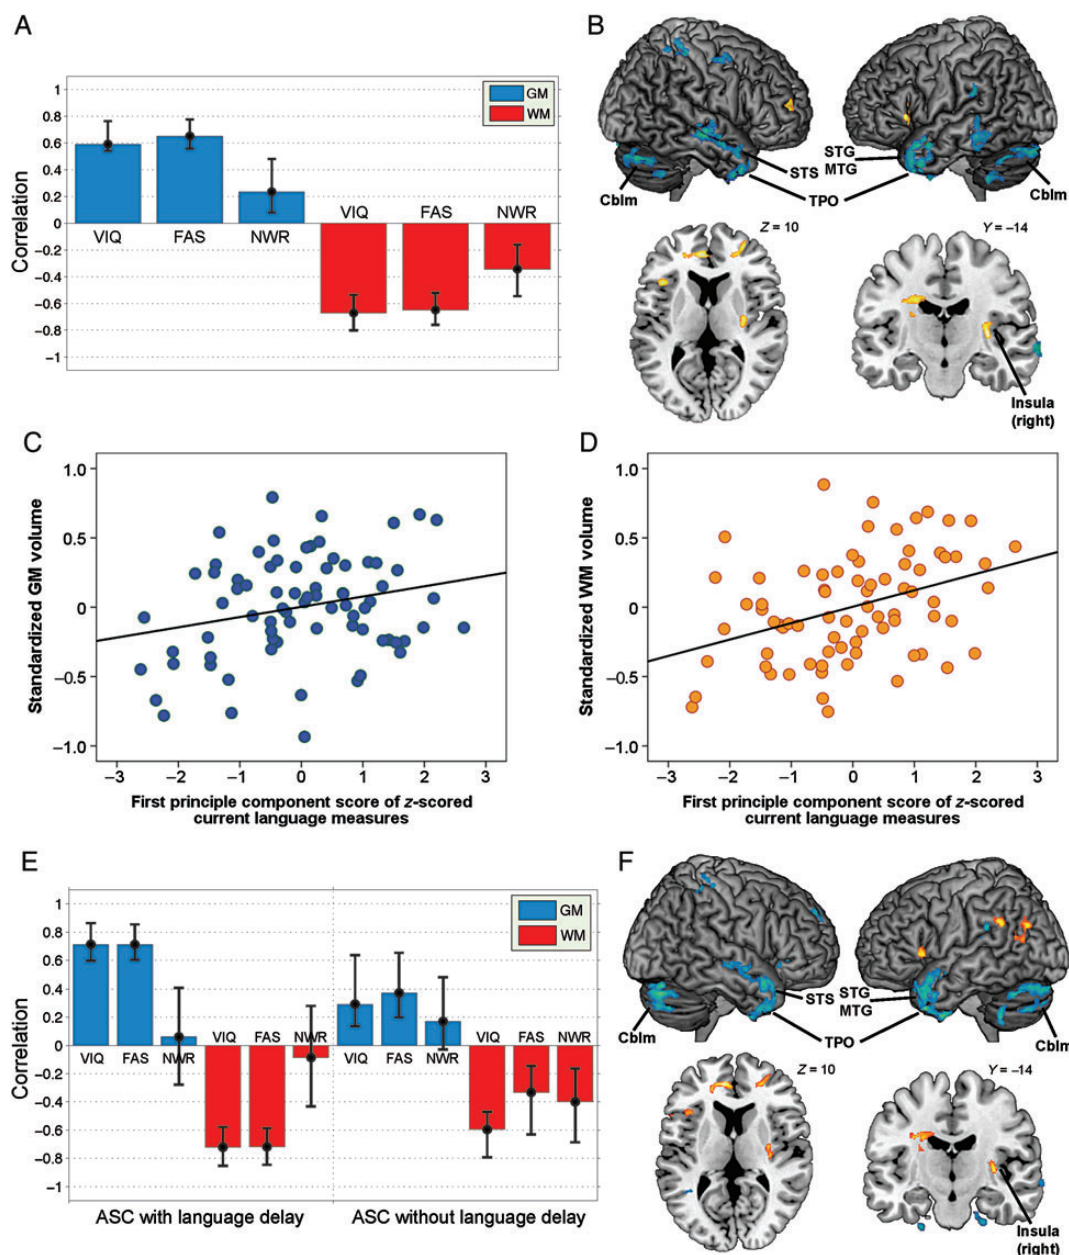 A
Correlation
1
0.8
0.6
0.4
0.2
0
−0.2
−0.4
−0.6
−0.8
−1
GM
WM
VIQ FAS NWR
VIQ FAS NWR
B
Cblm
STS
STG
MTG
TPO
Cblm
Z = 10
Y = −14
Insula
(right)
C
Standardized GM volume
1.0
0.5
0
−0.5
−1.0
−3 −2 −1 0 1 2 3
First principle component score of z-scored
current language measures
D
Standardized WM volume
1.0
0.5
0
−0.5
−1.0
−3 −2 −1 0 1 2 3
First principle component score of z-scored
current language measures
E
Correlation
1
0.8
0.6
0.4
0.2
0
−0.2
−0.4
−0.6
−0.8
−1
GM
WM
VIQ FAS NWR
VIQ FAS NWR
VIQ FAS NWR
VIQ FAS NWR
ASC with language delay
ASC without language delay
F
Cblm
STS
STG
MTG
TPO
Cblm
Z = 10
Y = −14
Insula
(right)